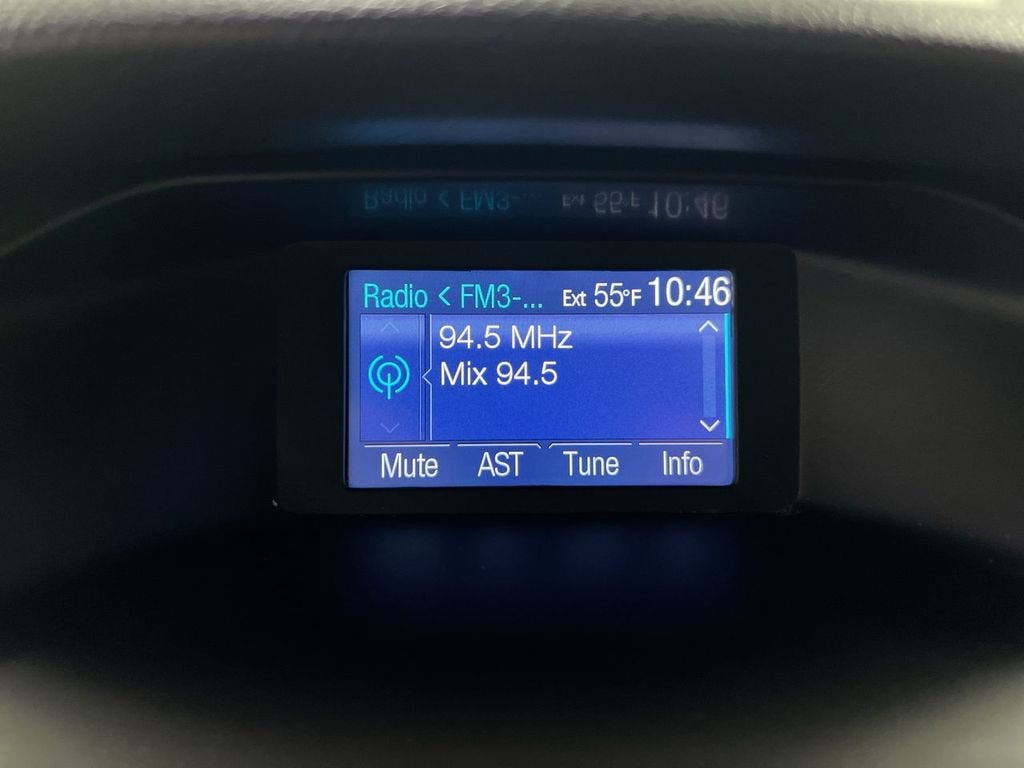 Radio < FM3-... Ext 55°F 10:46
94.5 MHz
Mix 94.5
Mute AST Tune Info